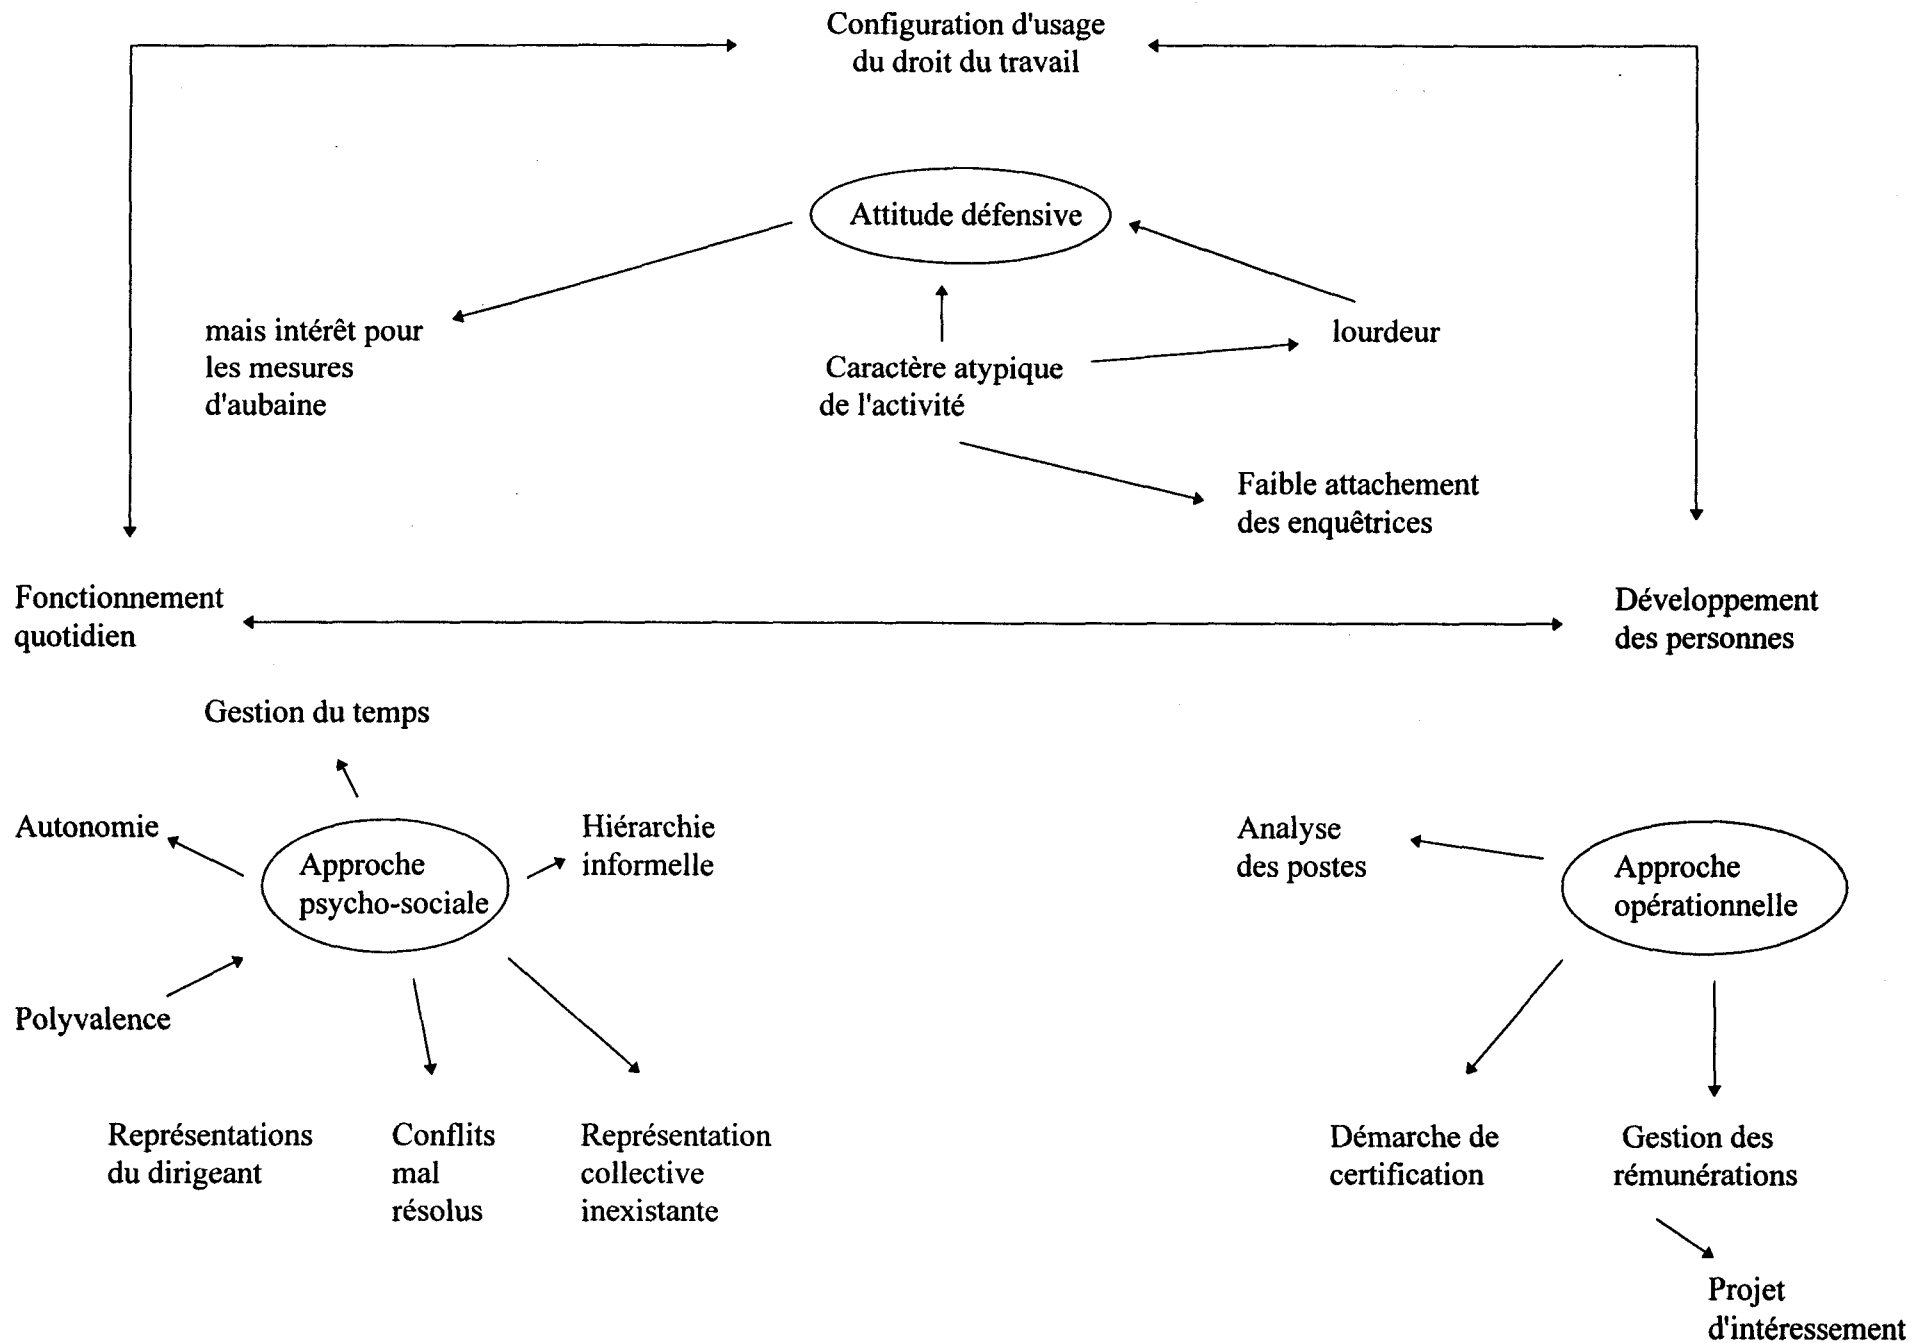 Configuration d'usage
du droit du travail
Attitude défensive
mais intérêt pour
les mesures
d'aubaine
lourdeur
Caractère atypique
de l'activité
Faible attachement
des enquêtrices
Fonctionnement
quotidien
Développement
des personnes
Gestion du temps
Autonomie
Hiérarchie
informelle
Approche
psycho-sociale
Analyse
des postes
Approche
opérationnelle
Polyvalence
Représentations
du dirigeant
Conflits
mal
résolus
Représentation
collective
inexistante
Démarche de
certification
Gestion des
rémunérations
Projet
d'intéressement